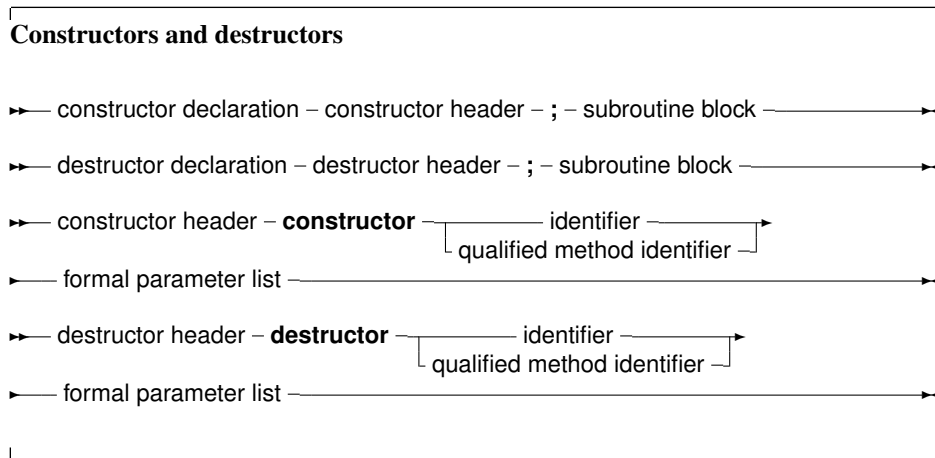 Constructors and destructors
constructor declaration – constructor header – ; – subroutine block
destructor declaration – destructor header – ; – subroutine block
constructor header – constructor identifier
qualified method identifier
formal parameter list
destructor header – destructor identifier
qualified method identifier
formal parameter list